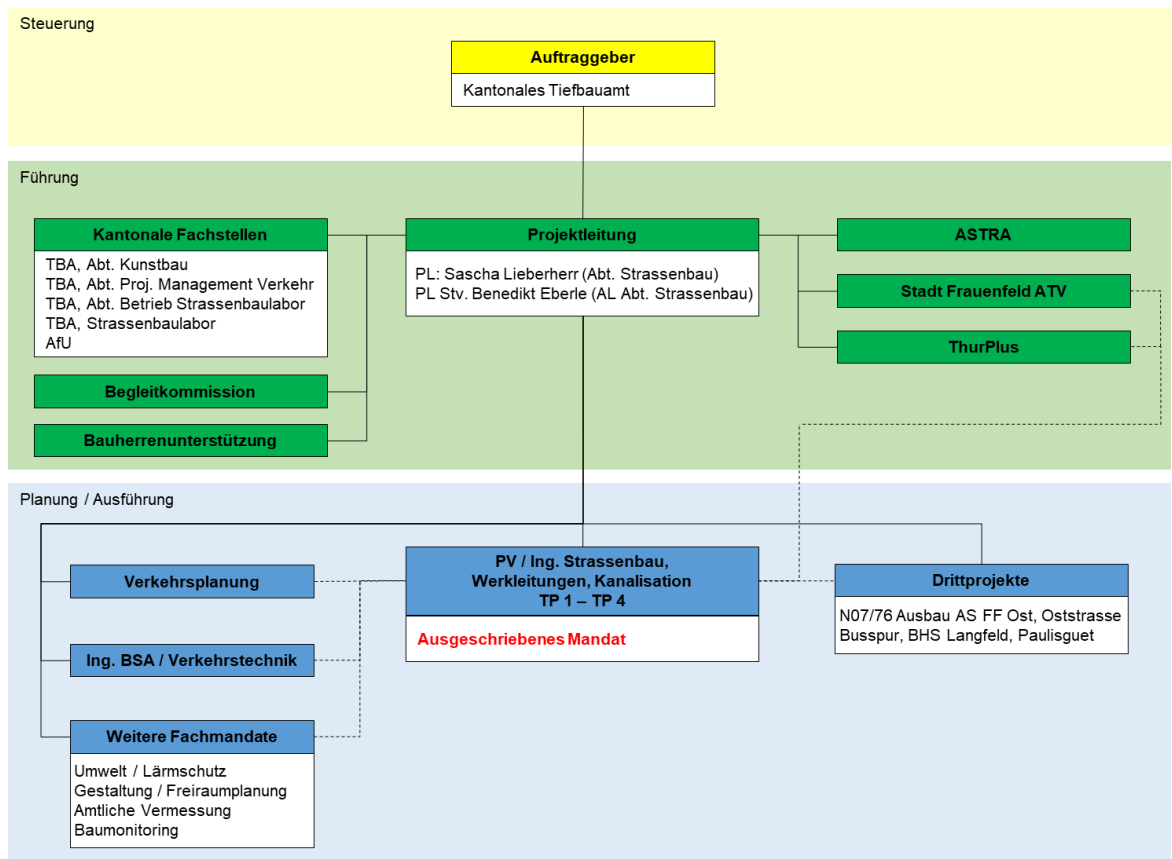 Steuerung
Auftraggeber
Kantonales Tiefbauamt
Führung
Kantonale Fachstellen
TBA, Abt. Kunstbau
TBA, Abt. Proj. Management Verkehr
TBA, Abt. Betrieb Strassenbaulabor
TBA, Strassenbaulabor
AfU
Begleitkommission
Bauherrenunterstützung
Projektleitung
PL: Sascha Lieberherr (Abt. Strassenbau)
PL Stv. Benedikt Eberle (AL Abt. Strassenbau)
ASTRA
Stadt Frauenfeld ATV
ThurPlus
Planung / Ausführung
Verkehrsplanung
Ing. BSA / Verkehrstechnik
Weitere Fachmandate
Umwelt / Lärmschutz
Gestaltung / Freiraumplanung
Amtliche Vermessung
Baumonitoring
PV / Ing. Strassenbau,
Werkleitungen, Kanalisation
TP 1 – TP 4
Ausgeschriebenes Mandat
Drittprojekte
N07/76 Ausbau AS FF Ost, Oststrasse
Busspur, BHS Langfeld, Paulisguet